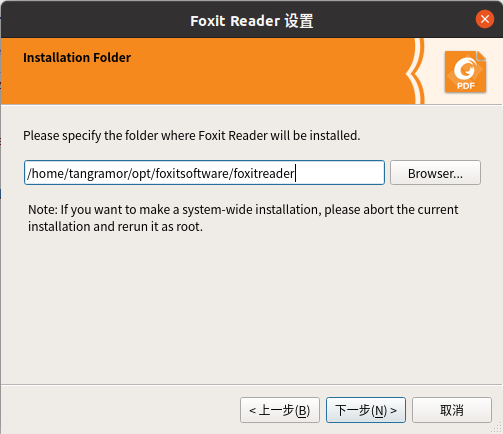 Foxit Reader 设置
Installation Folder
PDF
Please specify the folder where Foxit Reader will be installed.
/home/tangramor/opt/foxitsoftware/foxitreader
Browser...
Note: If you want to make a system-wide installation, please abort the current
installation and rerun it as root.
< 上一步(B)
下一步(N) >
取消